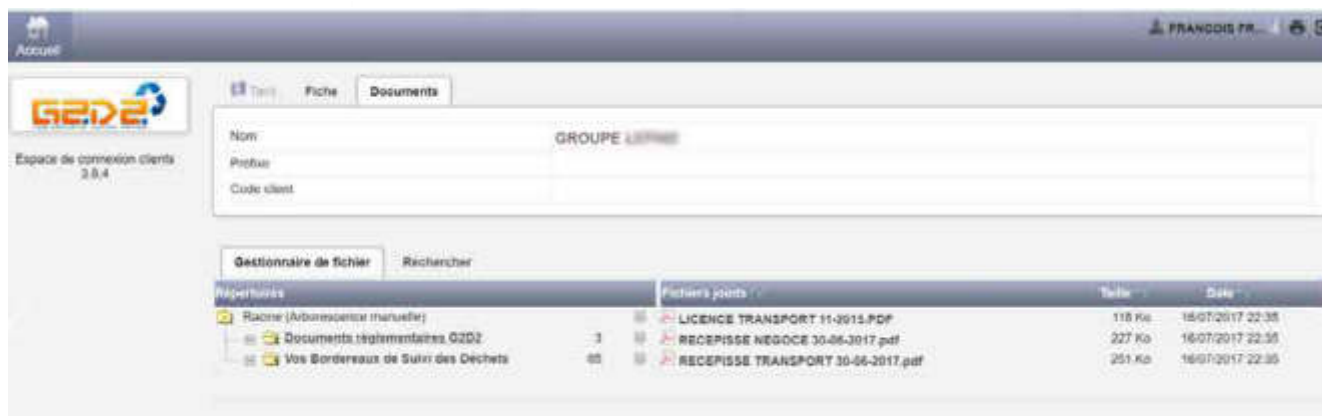 Accueil
FRANCOIS FR...
G2D2
Espace de connexion clients
3.8.4
Tiers
Fiche
Documents
Nom
GROUPE
Préfixe
Code client
Gestionnaire de fichier
Rechercher
Répertoires
Fichiers joints
Taille
Date
Racine (Arborescence manuelle)
LICENCE TRANSPORT 11-2015.PDF
118 Ko
16/07/2017 22:35
Documents réglementaires G2D2
3
RECEPISSE NEGOCE 30-06-2017.pdf
227 Ko
16/07/2017 22:35
Vos Bordereaux de Suivi des Déchets
65
RECEPISSE TRANSPORT 30-06-2017.pdf
251 Ko
16/07/2017 22:35